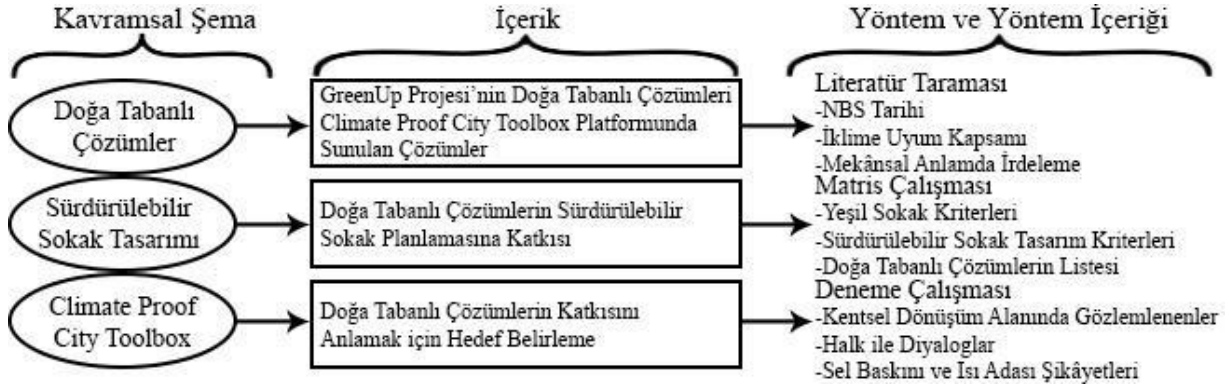 Kavramsal Şema
İçerik
Yöntem ve Yöntem İçeriği
Doğa Tabanlı
Çözümler
GreenUp Projesi’nin Doğa Tabanlı Çözümleri
Climate Proof City Toolbox Platformunda
Sunulan Çözümler
Literatür Taraması
-NBS Tarihi
-İklime Uyum Kapsamı
-Mekânsal Anlamda İrdeleme
Sürdürülebilir
Sokak Tasarımı
Doğa Tabanlı Çözümlerin Sürdürülebilir
Sokak Planlamasına Katkısı
Matris Çalışması
-Yeşil Sokak Kriterleri
-Sürdürülebilir Sokak Tasarım Kriterleri
-Doğa Tabanlı Çözümlerin Listesi
Climate Proof
City Toolbox
Doğa Tabanlı Çözümlerin Katkısını
Anlamak için Hedef Belirleme
Deneme Çalışması
-Kentsel Dönüşüm Alanında Gözlemlenenler
-Halk ile Diyaloglar
-Sel Baskını ve Isı Adası Şikâyetleri